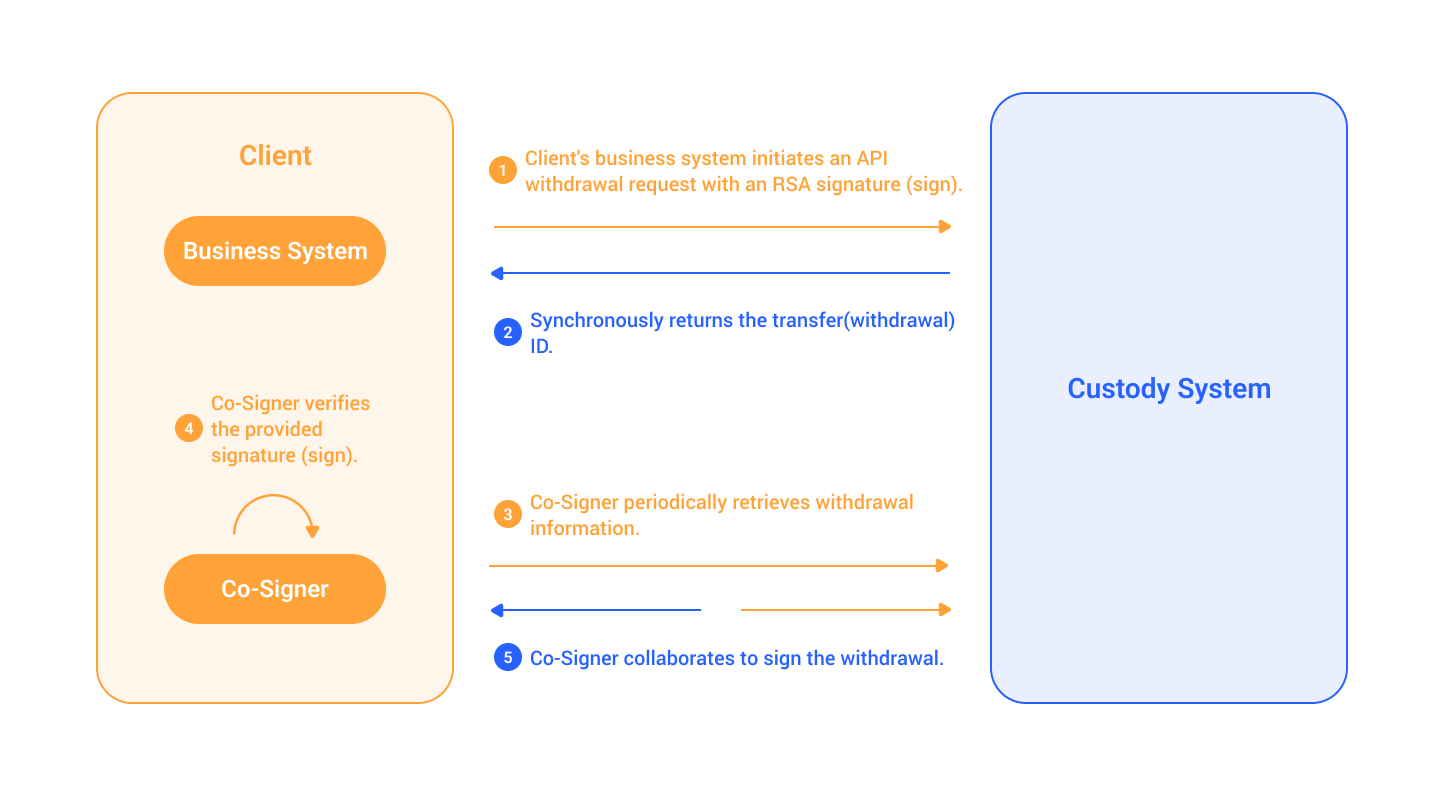 Client
Business System
4
Co-Signer verifies
the provided
signature (sign).
Co-Signer
1
Client's business system initiates an API
withdrawal request with an RSA signature (sign).
2
Synchronously returns the transfer(withdrawal)
ID.
3
Co-Signer periodically retrieves withdrawal
information.
5
Co-Signer collaborates to sign the withdrawal.
Custody System